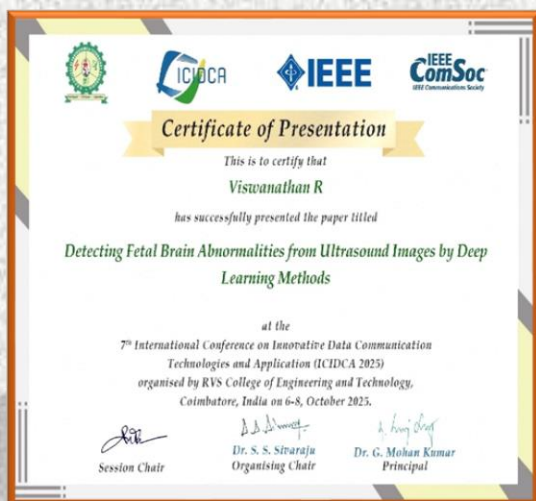 ICIDCA
IEEE
IEEE
ComSoc
IEEE Communications Society
Certificate of Presentation
This is to certify that
Viswanathan R
has successfully presented the paper titled
Detecting Fetal Brain Abnormalities from Ultrasound Images by Deep
Learning Methods
at the
7th International Conference on Innovative Data Communication
Technologies and Application (ICIDCA 2025)
organised by RVS College of Engineering and Technology,
Coimbatore, India on 6-8, October 2025.
Session Chair
Dr. S. S. Sivaraju
Organising Chair
Dr. G. Mohan Kumar
Principal